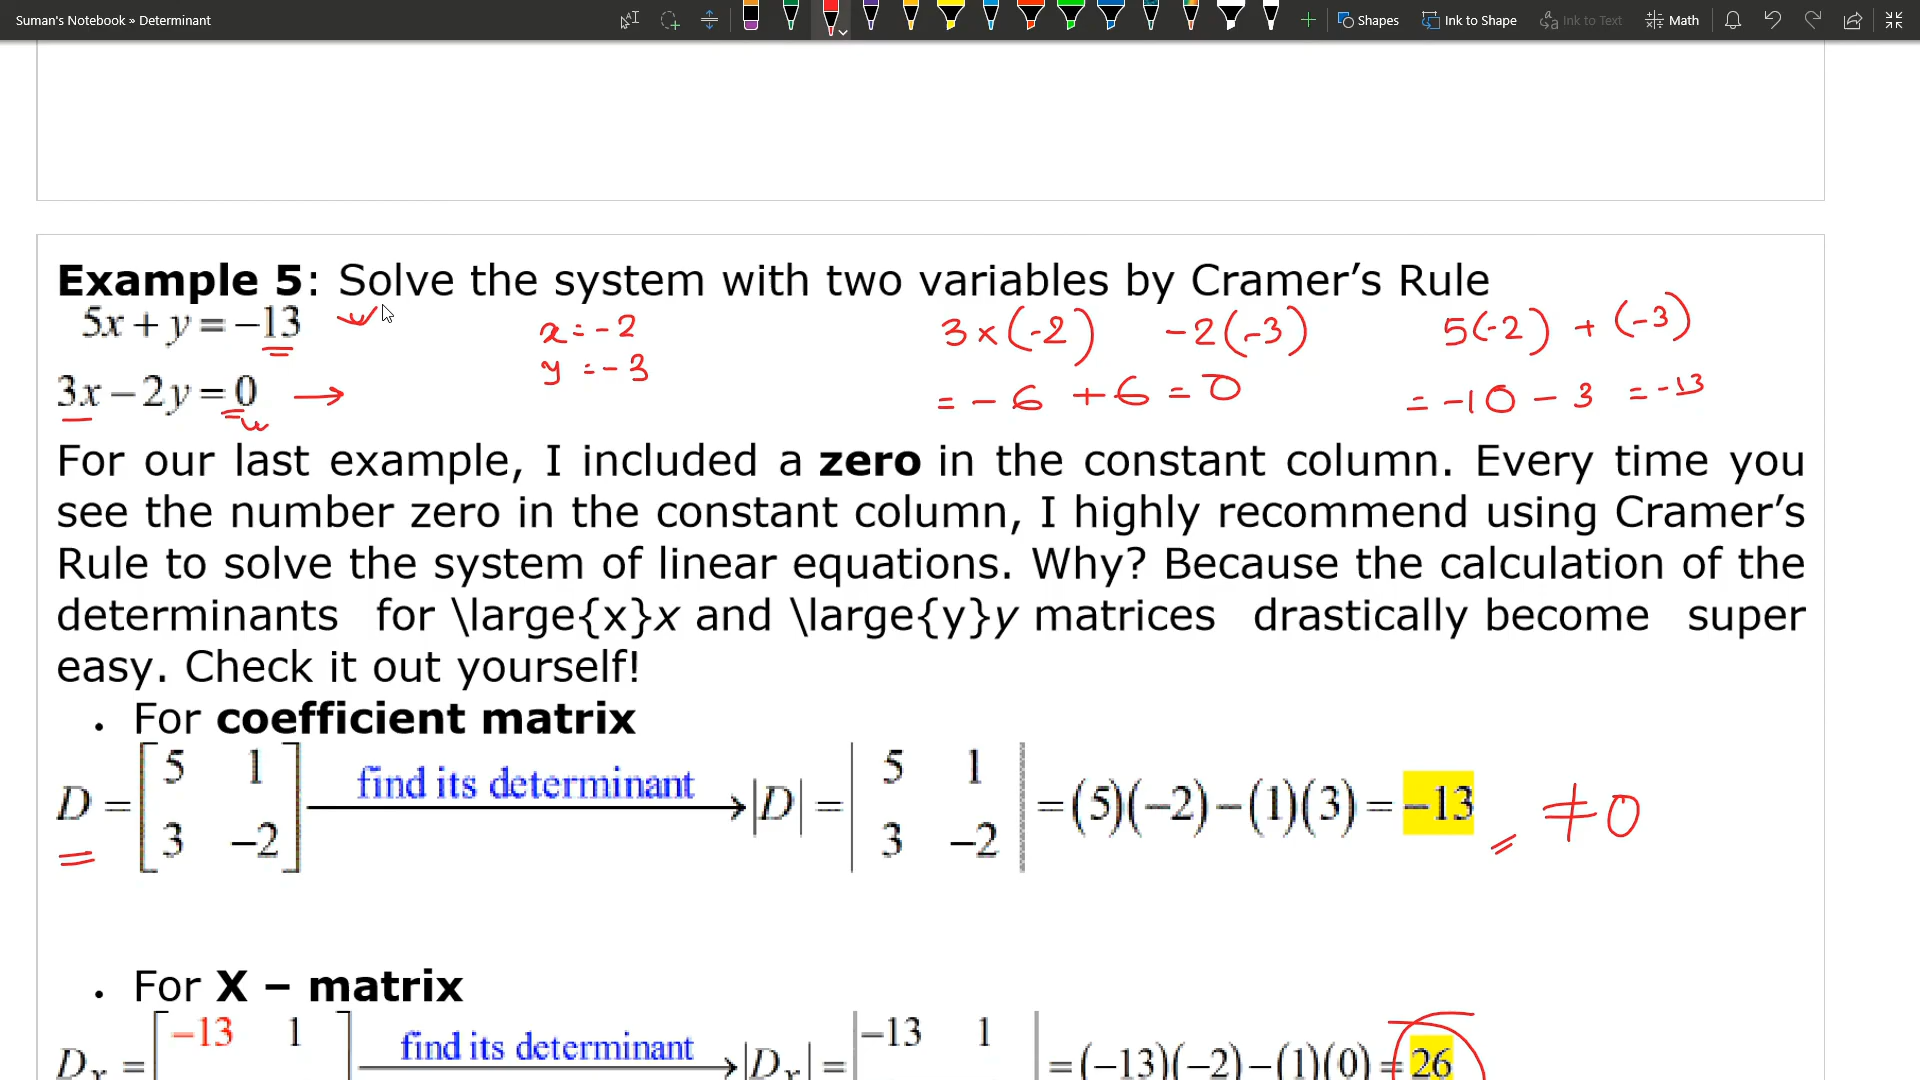 Suman's Notebook » Determinant
Shapes Ink to Shape Ink to Text Math
Example 5: Solve the system with two variables by Cramer's Rule
5x + y = −13
x = -2
y = -3
3 × (-2) -2(-3)
= -6 +6 = 0
5(-2) + (-3)
= -10 - 3 = -13
3x − 2y = 0 →
For our last example, I included a zero in the constant column. Every time you
see the number zero in the constant column, I highly recommend using Cramer's
Rule to solve the system of linear equations. Why? Because the calculation of the
determinants for \large{x}x and \large{y}y matrices drastically become super
easy. Check it out yourself!
• For coefficient matrix
D = [5 1
3 −2] find its determinant → |D| = |5 1
3 −2| = (5)(−2)−(1)(3) = −13 ≠0
• For X – matrix
Dx = [−13 1 find its determinant → |Dx| = |−13 1 = (−13)(−2)−(1)(0) = 26